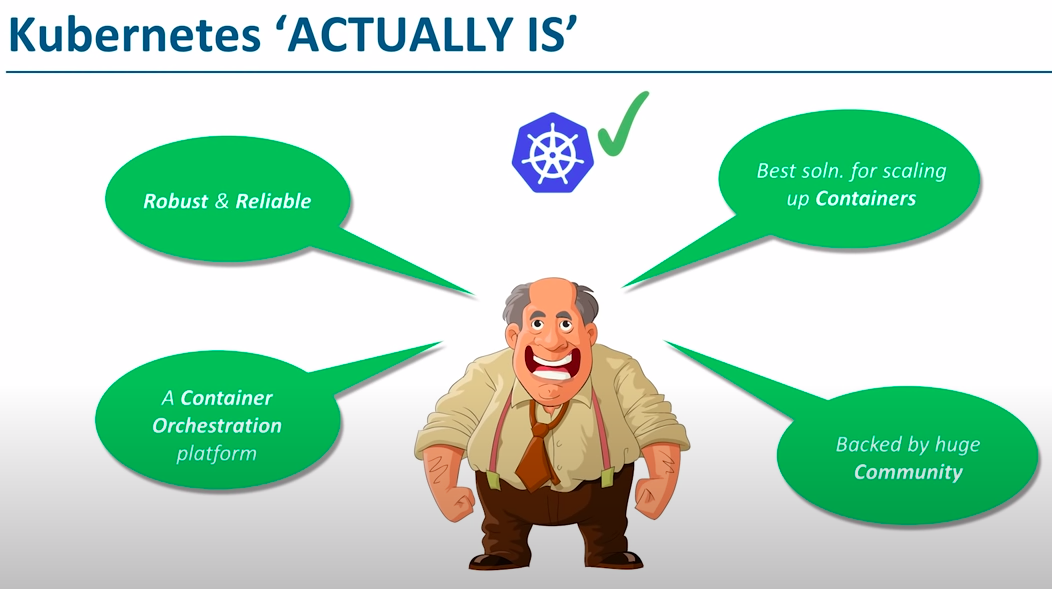 Kubernetes ‘ACTUALLY IS’
Robust & Reliable
Best soln. for scaling
up Containers
A Container
Orchestration
platform
Backed by huge
Community